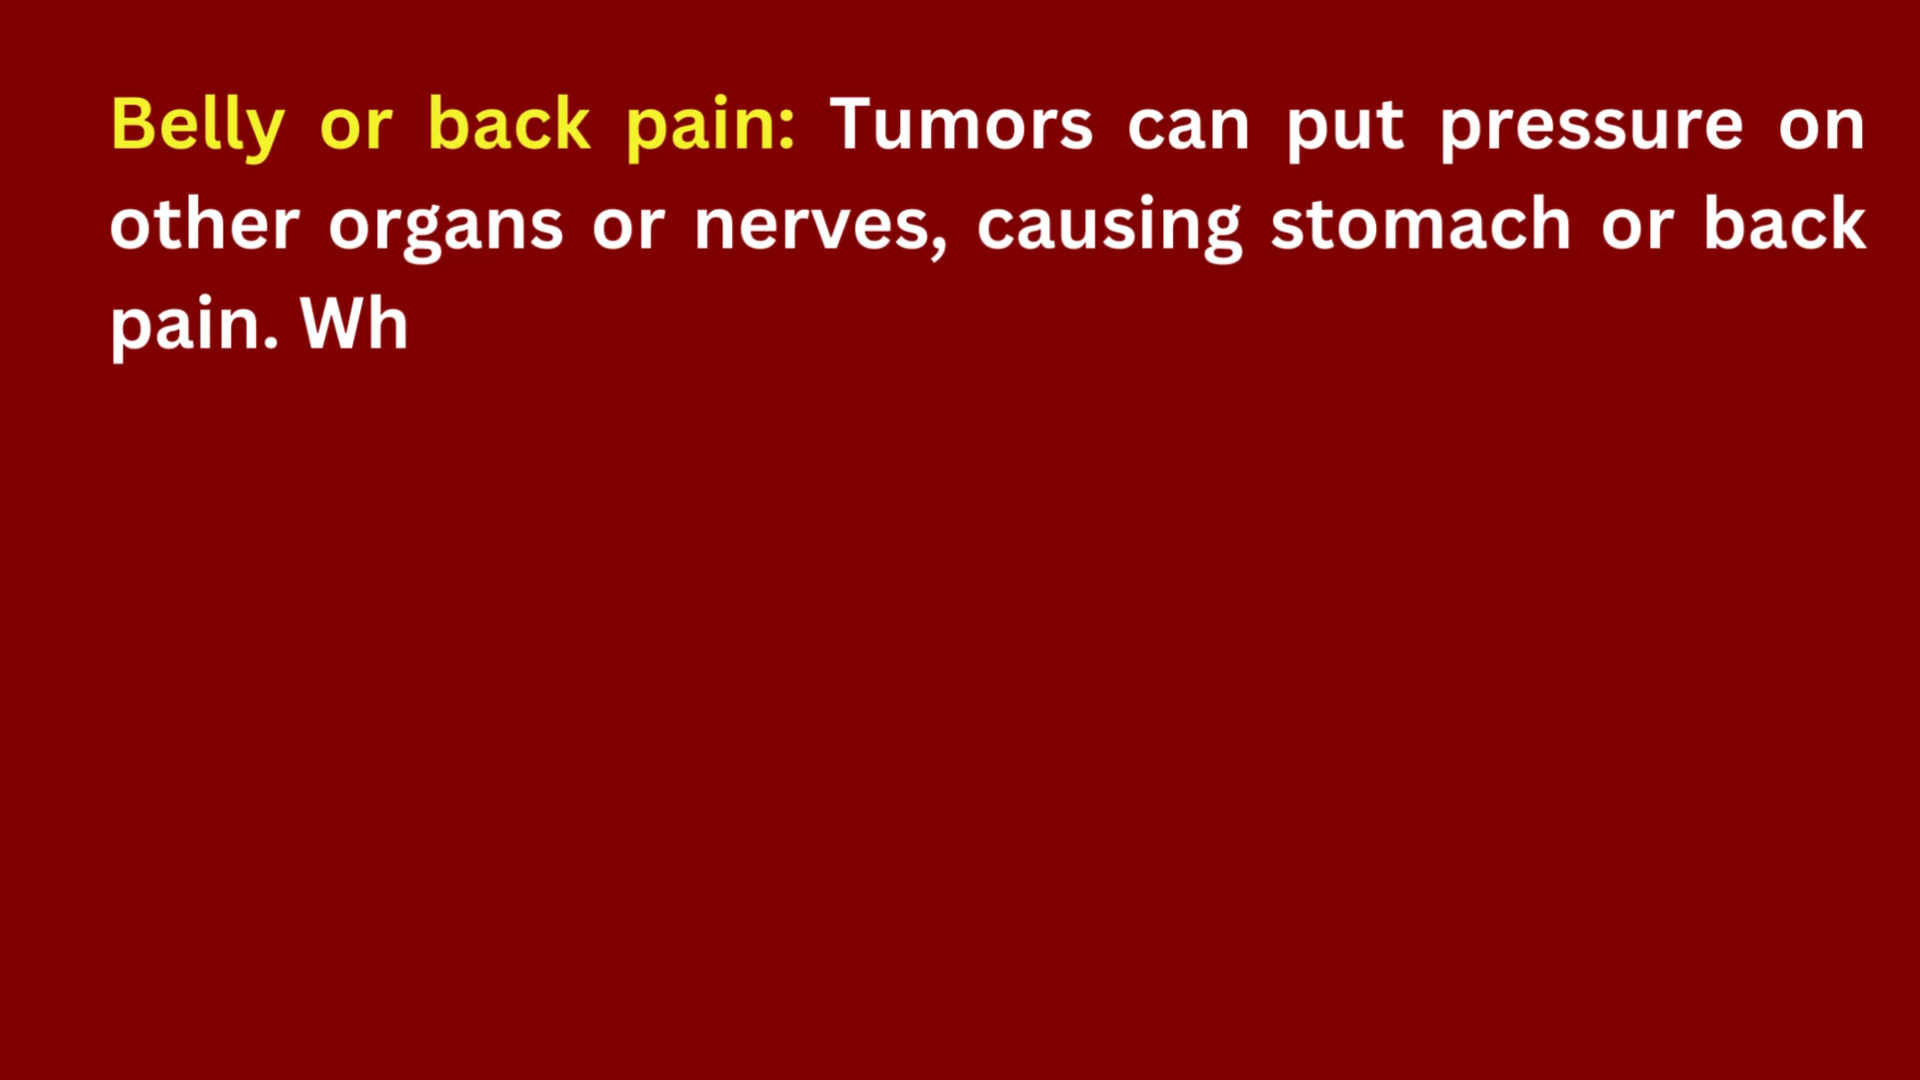 Belly or back pain: Tumors can put pressure on
other organs or nerves, causing stomach or back
pain. Wh